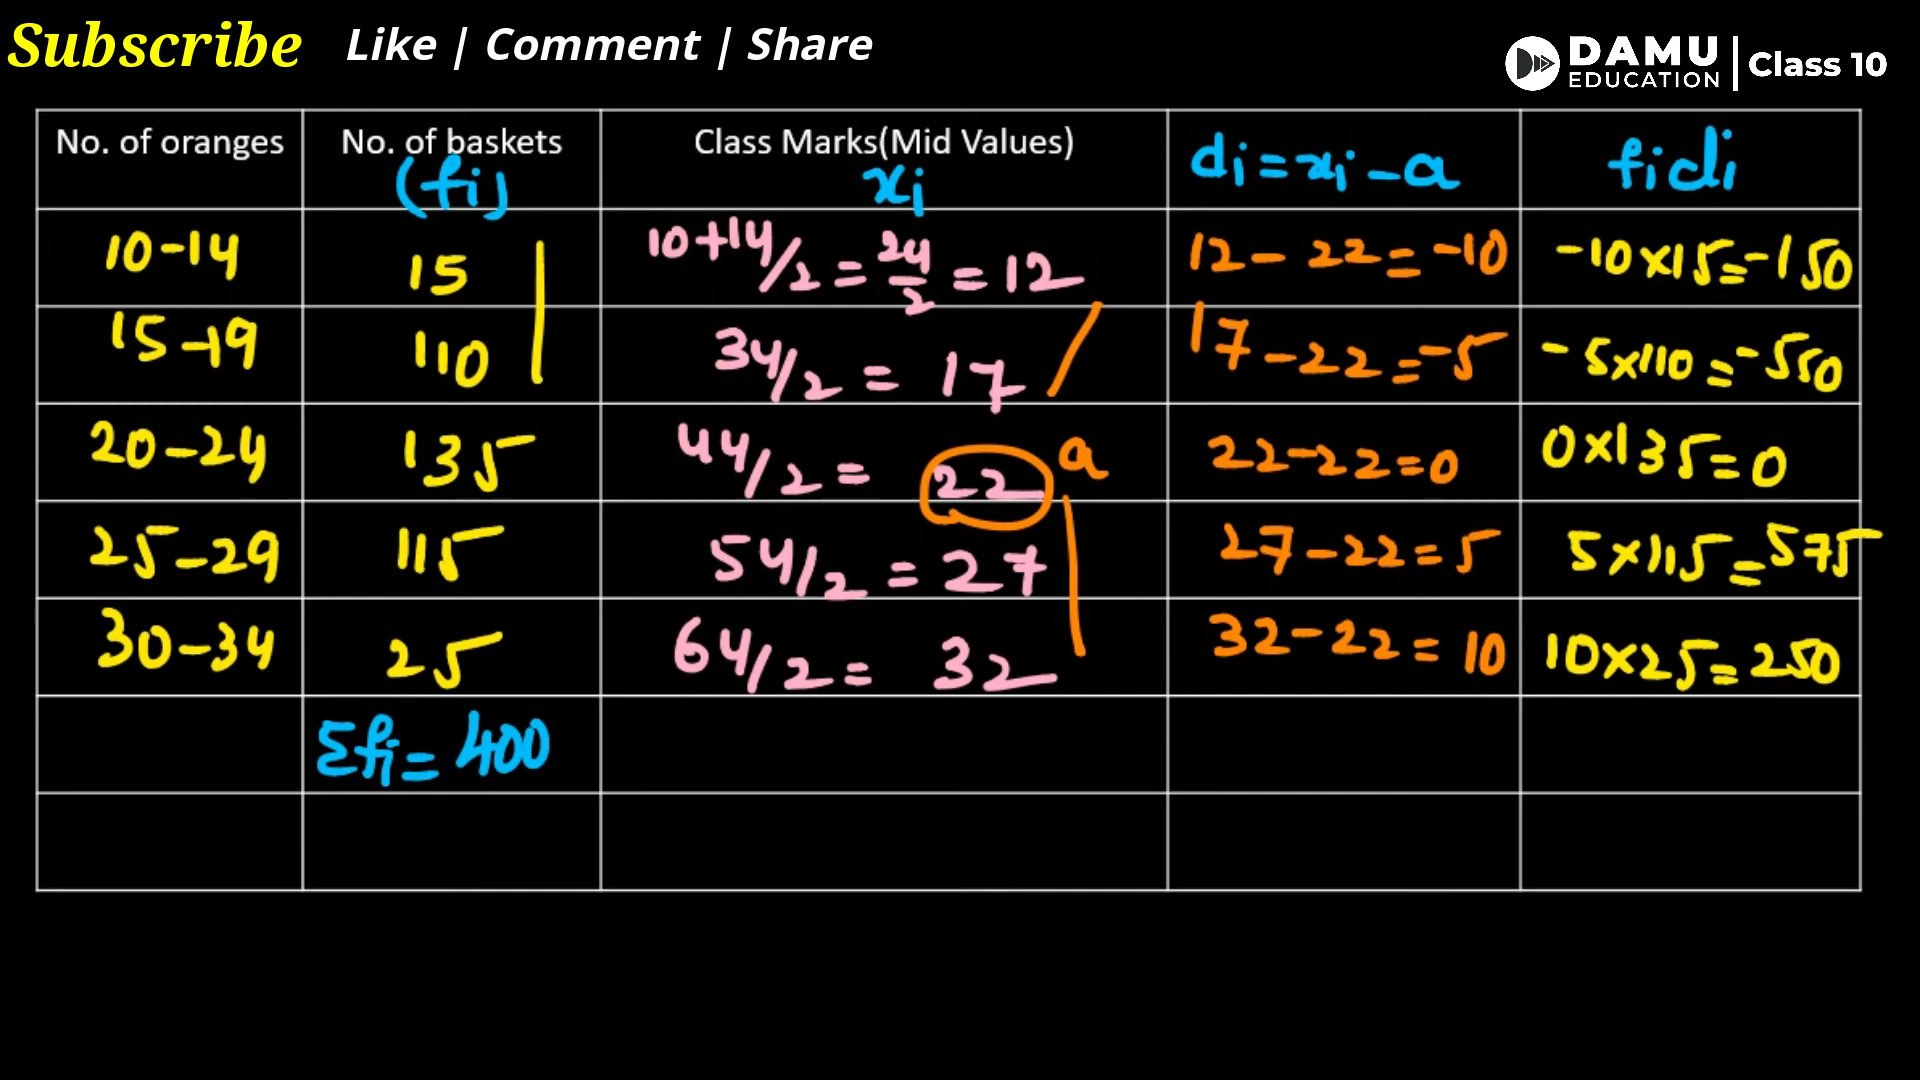 Subscribe Like | Comment | Share
DAMU EDUCATION | Class 10
No. of oranges No. of baskets (fi) Class Marks(Mid Values) xi di=xi-a fidi
10-14 15 10+14/2 = 24/2 = 12 12-22=-10 -10×15=-150
15-19 110 34/2 = 17 17-22=-5 -5×110=-550
20-24 135 44/2 = 22 a 22-22=0 0×135=0
25-29 115 54/2 = 27 27-22=5 5×115=575
30-34 25 64/2 = 32 32-22=10 10×25=250
Σfi=400